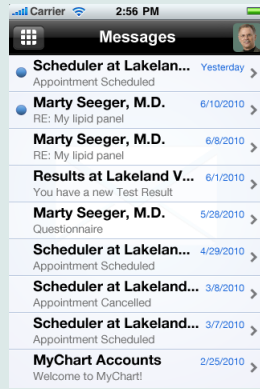 Carrier 2:56 PM
Messages
Scheduler at Lakelan... Yesterday
Appointment Scheduled
Marty Seeger, M.D. 6/10/2010
RE: My lipid panel
Marty Seeger, M.D. 6/8/2010
RE: My lipid panel
Results at Lakeland V... 6/1/2010
You have a new Test Result
Marty Seeger, M.D. 5/28/2010
Questionnaire
Scheduler at Lakelan... 4/29/2010
Appointment Scheduled
Scheduler at Lakeland... 3/8/2010
Appointment Cancelled
Scheduler at Lakeland... 3/7/2010
Appointment Scheduled
MyChart Accounts 2/25/2010
Welcome to MyChart!